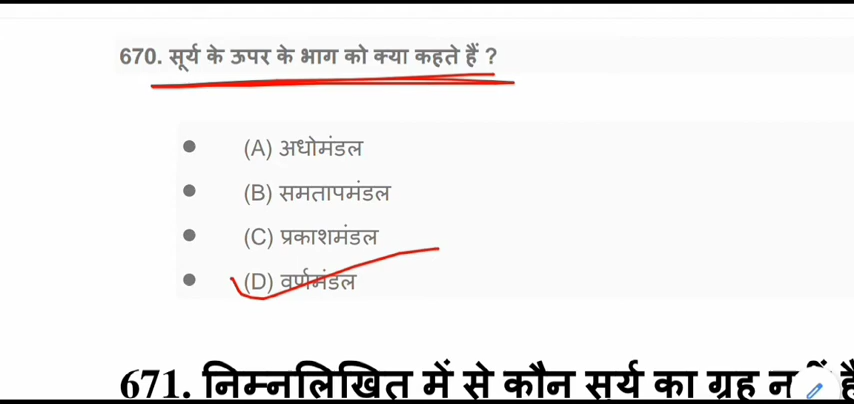 670. सूर्य के ऊपर के भाग को क्या कहते हैं ?
(A) अधोमंडल
(B) समतापमंडल
(C) प्रकाशमंडल
(D) वर्णमंडल
671. निम्नलिखित में से कौन सूर्य का ग्रह